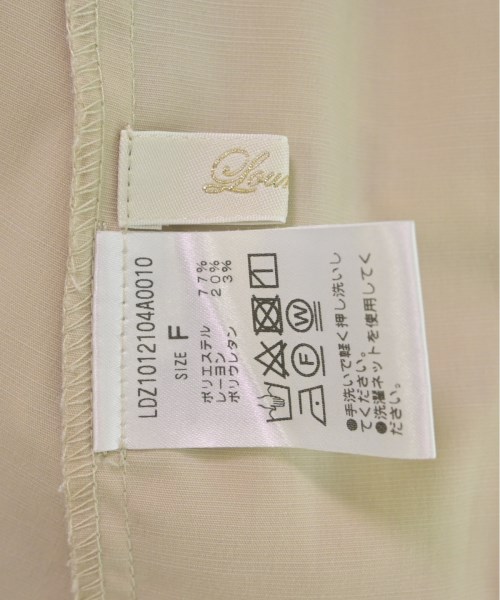 Loun
LDZ1012104A0010
SIZE F
ポリエステル 77%
レーヨン 20%
ポリウレタン 3%
F W
●手洗いで軽く押し洗いし
てください。
●洗濯ネットを使用してく
ださい。